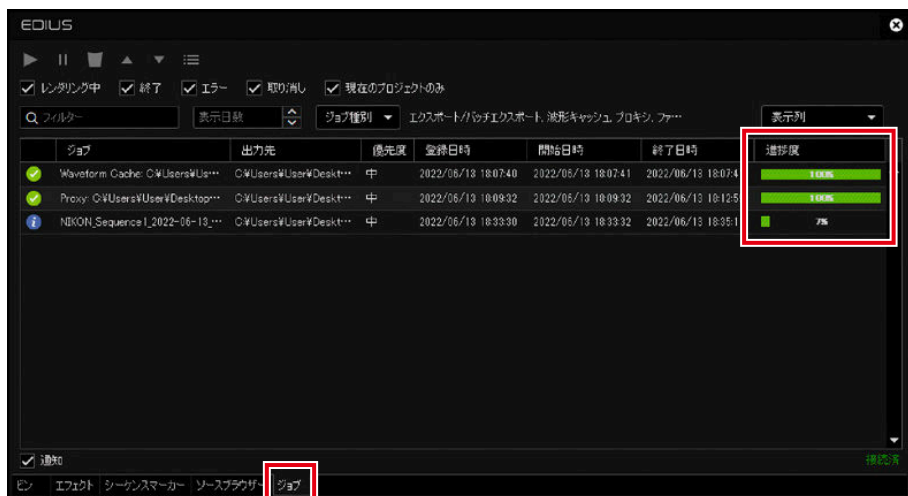 EDIUS
レンダリング中 終了 エラー 取り消し 現在のプロジェクトのみ
フィルター 表示日数 ジョブ種別 エクスポート/バッチエクスポート, 波形キャッシュ, プロキシ, ファ… 表示列
ジョブ 出力先 優先度 登録日時 開始日時 終了日時 進捗度
Waveform Cache: C:¥Users¥Us… C:¥Users¥User¥Deskt… 中 2022/06/13 18:07:40 2022/06/13 18:07:41 2022/06/13 18:07:4 100%
Proxy: C:¥Users¥User¥Desktop… C:¥Users¥User¥Deskt… 中 2022/06/13 18:09:32 2022/06/13 18:09:32 2022/06/13 18:12:5 100%
NIKON_Sequence1_2022-06-13_… C:¥Users¥User¥Deskt… 中 2022/06/13 18:33:30 2022/06/13 18:33:32 2022/06/13 18:35:1 7%
通知 接続済
ビン エフェクト シーケンスマーカー ソースブラウザー ジョブ